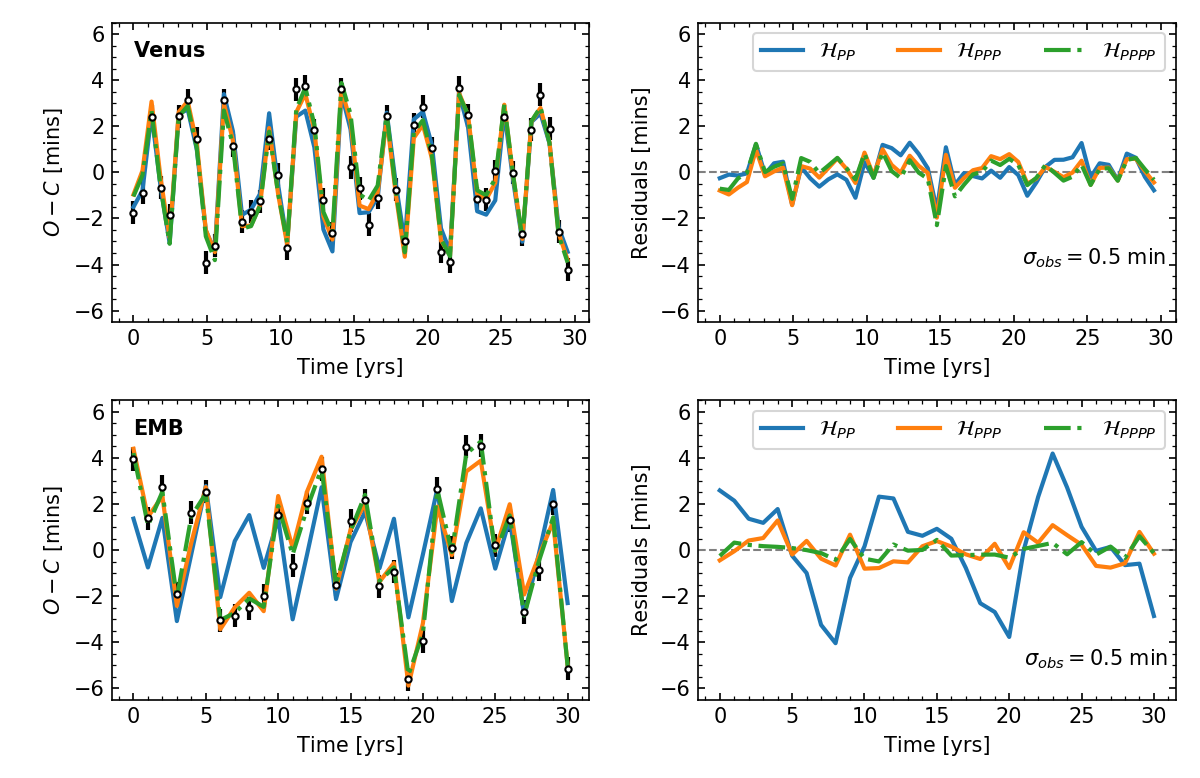 Venus
O − C [mins]
6
4
2
0
−2
−4
−6
0 5 10 15 20 25 30
Time [yrs]
ℋ_PP ℋ_PPP ℋ_PPPP
Residuals [mins]
6
4
2
0
−2
−4
−6
σ_obs = 0.5 min
0 5 10 15 20 25 30
Time [yrs]
EMB
O − C [mins]
6
4
2
0
−2
−4
−6
0 5 10 15 20 25 30
Time [yrs]
ℋ_PP ℋ_PPP ℋ_PPPP
Residuals [mins]
6
4
2
0
−2
−4
−6
σ_obs = 0.5 min
0 5 10 15 20 25 30
Time [yrs]